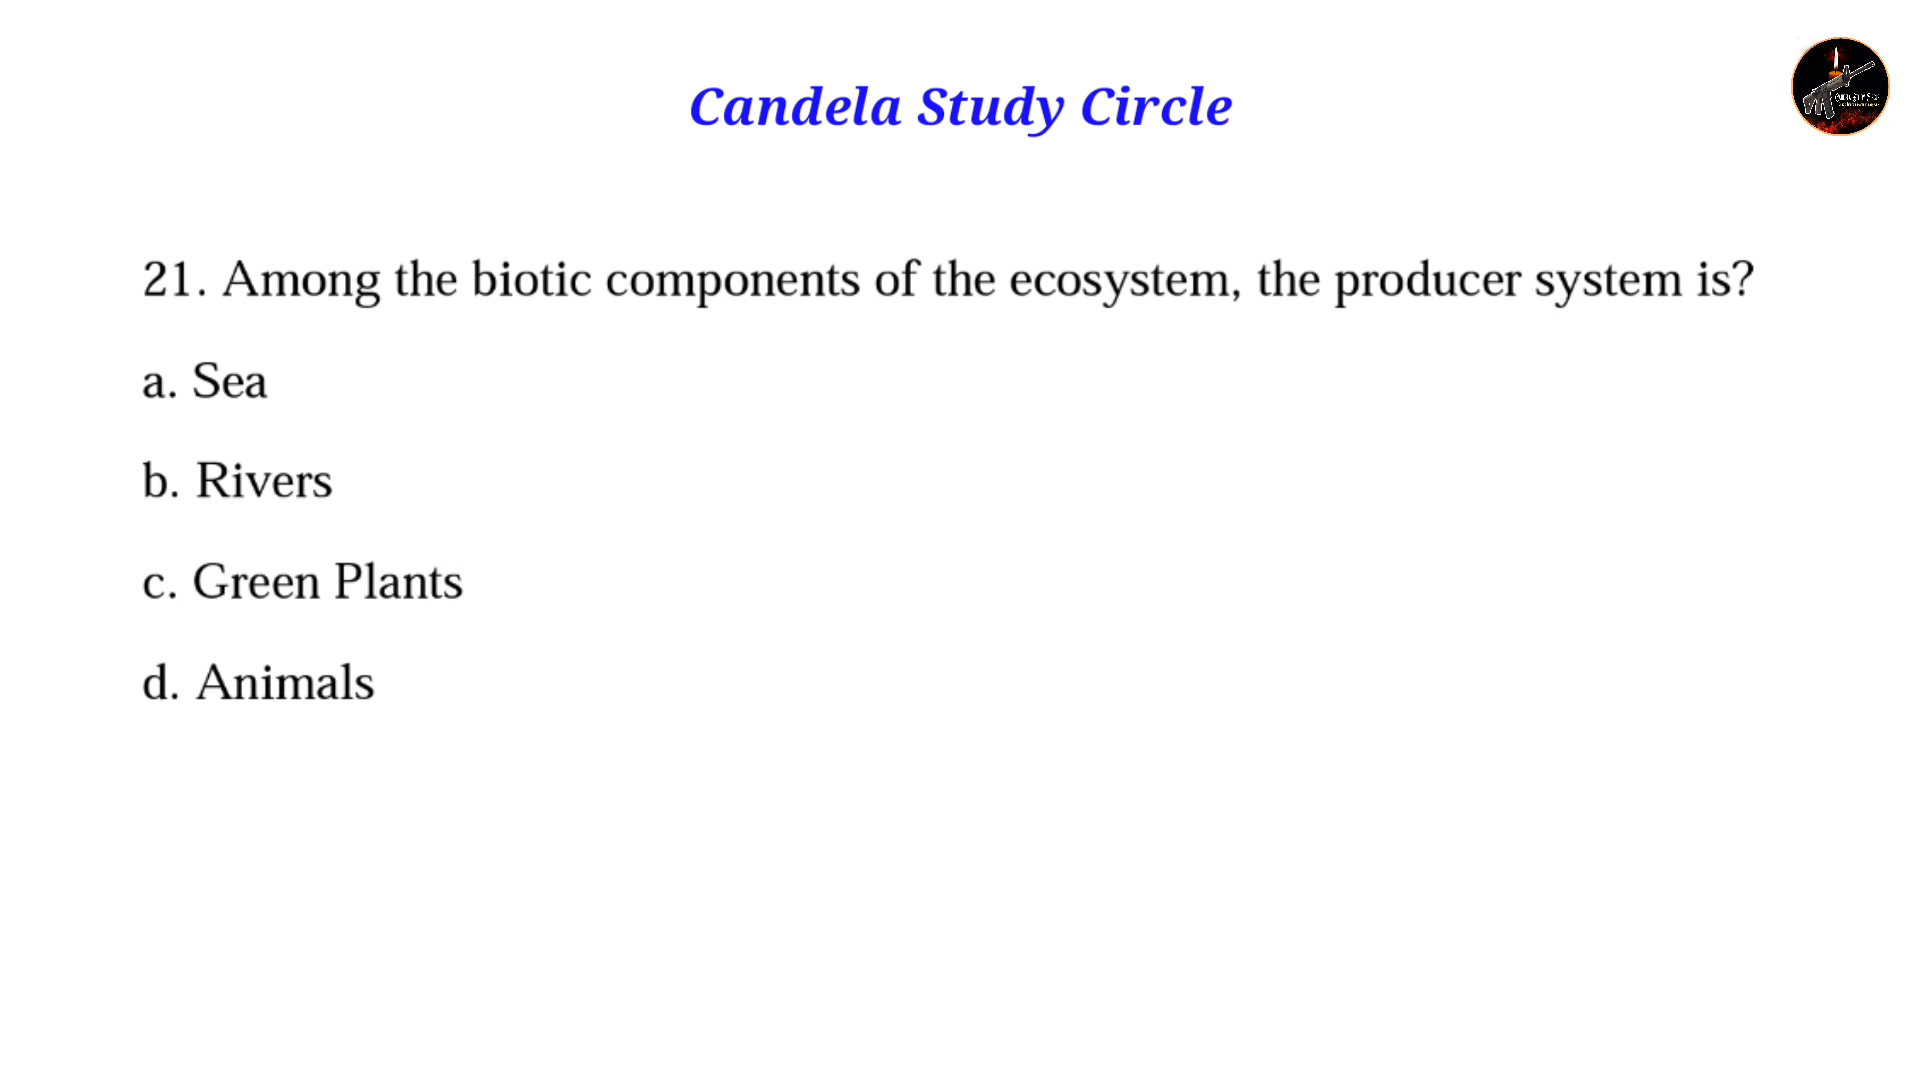 Candela Study Circle
21. Among the biotic components of the ecosystem, the producer system is?
a. Sea
b. Rivers
c. Green Plants
d. Animals